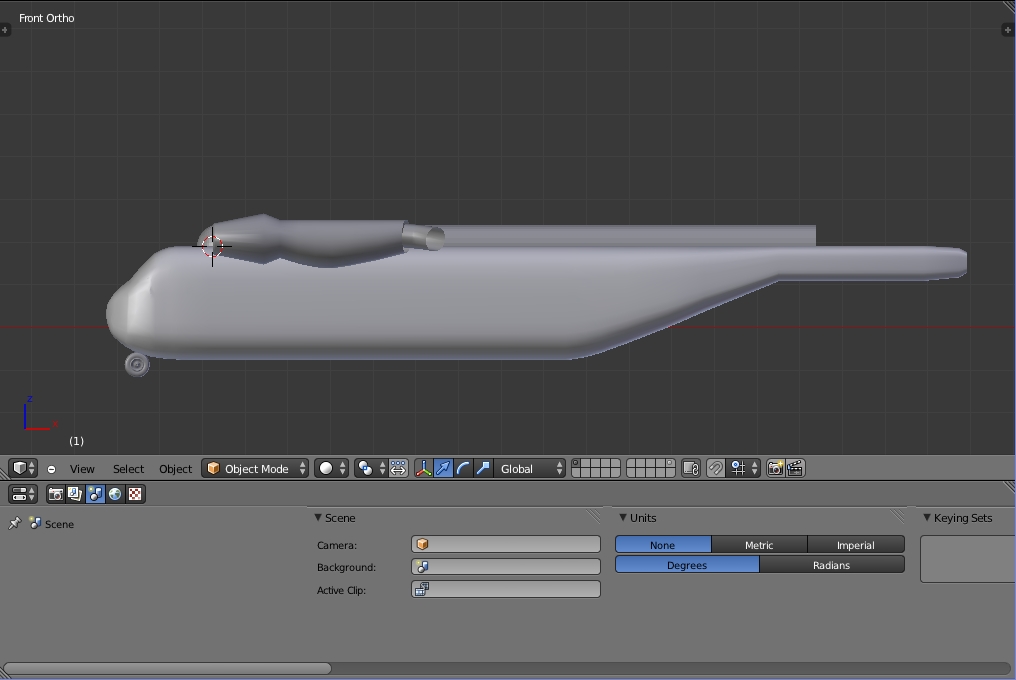 Front Ortho
z
x
(1)
View Select Object Object Mode Global
Scene
Scene
Camera:
Background:
Active Clip:
Units
None Metric Imperial
Degrees Radians
Keying Sets